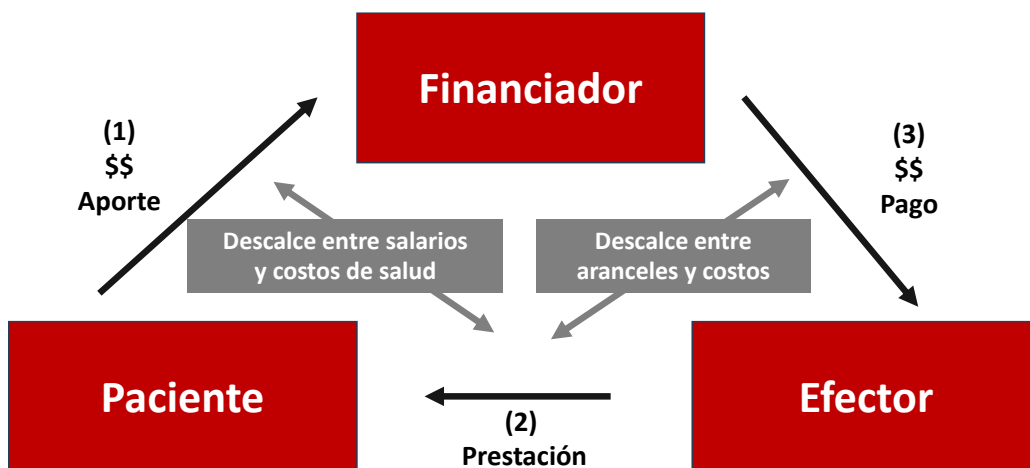 Financiador
(1)
$$
Aporte
(3)
$$
Pago
Descalce entre salarios
y costos de salud
Descalce entre
aranceles y costos
Paciente
(2)
Prestación
Efector